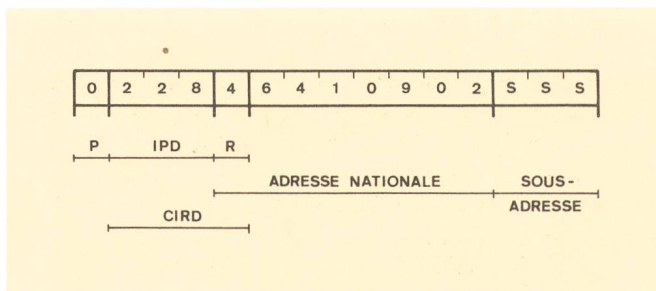 0 2 2 8 4 6 4 1 0 9 0 2 S S S
P IPD R
ADRESSE NATIONALE SOUS-
ADRESSE
CIRD